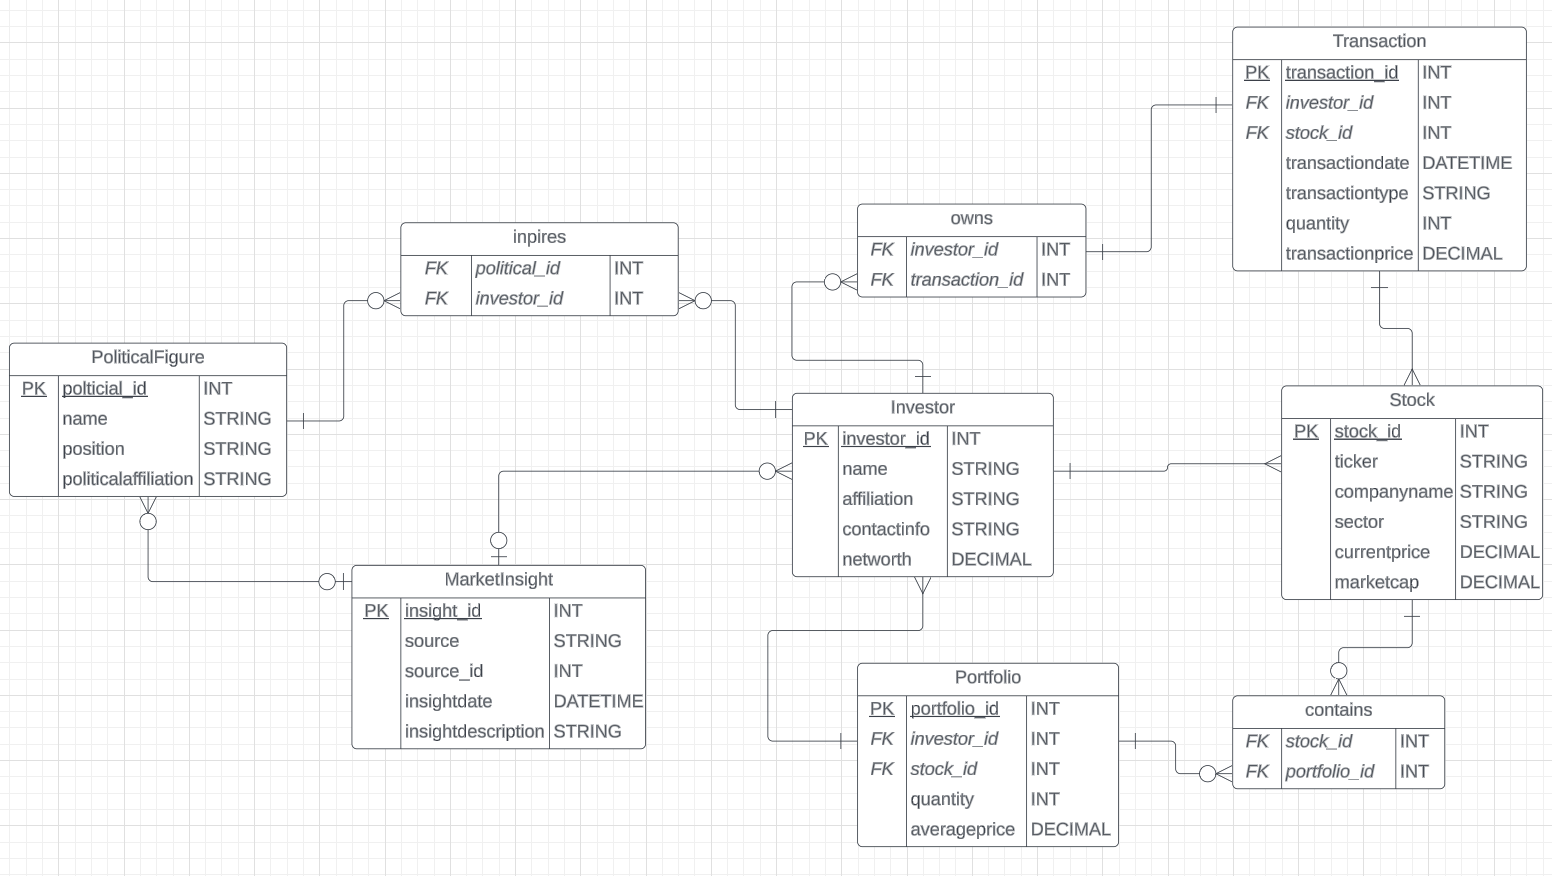 Transaction
PK transaction_id INT
FK investor_id INT
FK stock_id INT
transactiondate DATETIME
transactiontype STRING
quantity INT
transactionprice DECIMAL
owns
FK investor_id INT
FK transaction_id INT
inpires
FK political_id INT
FK investor_id INT
PoliticalFigure
PK polticial_id INT
name STRING
position STRING
politicalaffiliation STRING
Investor
PK investor_id INT
name STRING
affiliation STRING
contactinfo STRING
networth DECIMAL
Stock
PK stock_id INT
ticker STRING
companyname STRING
sector STRING
currentprice DECIMAL
marketcap DECIMAL
MarketInsight
PK insight_id INT
source STRING
source_id INT
insightdate DATETIME
insightdescription STRING
Portfolio
PK portfolio_id INT
FK investor_id INT
FK stock_id INT
quantity INT
averageprice DECIMAL
contains
FK stock_id INT
FK portfolio_id INT